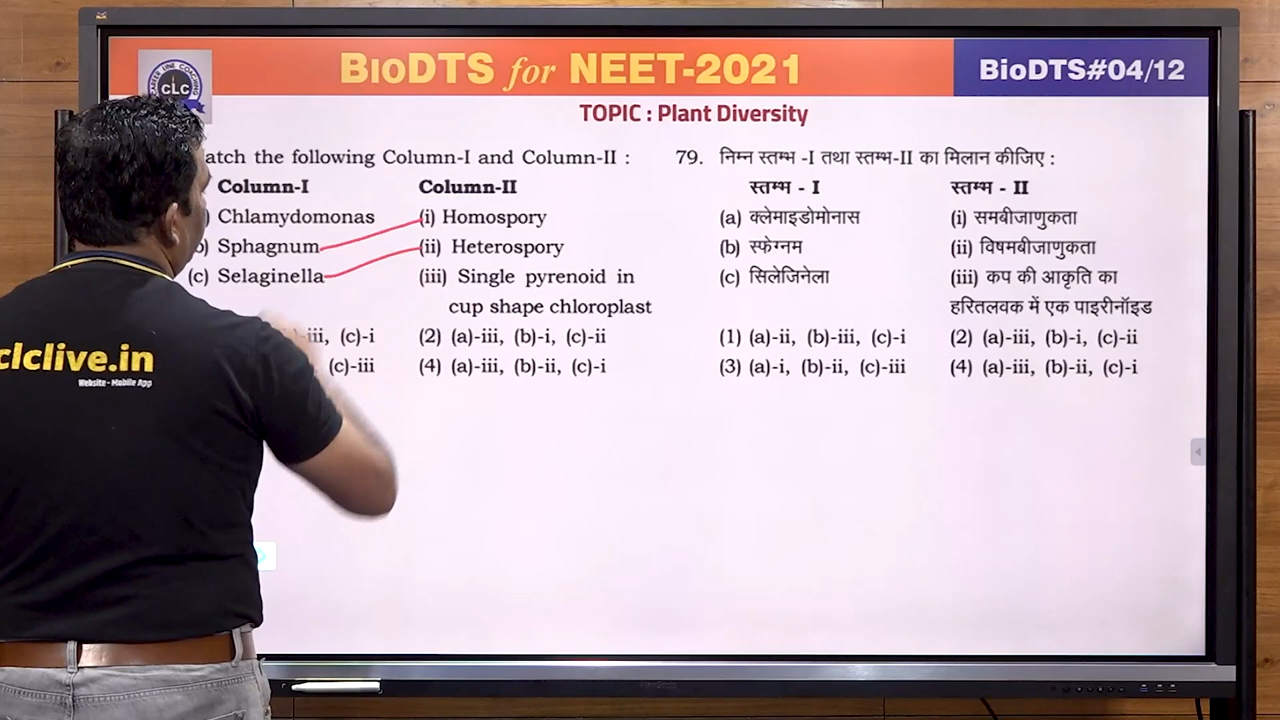 BIODTS for NEET-2021
BioDTS#04/12
CLC
TOPIC : Plant Diversity
the following Column-I and Column-II :
Column-I Column-II
Chlamydomonas (i) Homospory
Sphagnum (ii) Heterospory
(c) Selaginella (iii) Single pyrenoid in
cup shape chloroplast
(c)-i (2) (a)-iii, (b)-i, (c)-ii
(c)-iii (4) (a)-iii, (b)-ii, (c)-i
79. निम्न स्तम्भ -I तथा स्तम्भ-II का मिलान कीजिए :
स्तम्भ - I स्तम्भ - II
(a) क्लेमाइडोमोनास (i) समबीजाणुकता
(b) स्फेग्नम (ii) विषमबीजाणुकता
(c) सिलेजिनेला (iii) कप की आकृति का
हरितलवक में एक पाइरीनॉइड
(1) (a)-ii, (b)-iii, (c)-i (2) (a)-iii, (b)-i, (c)-ii
(3) (a)-i, (b)-ii, (c)-iii (4) (a)-iii, (b)-ii, (c)-i
clclive.in
Website - Mobile App